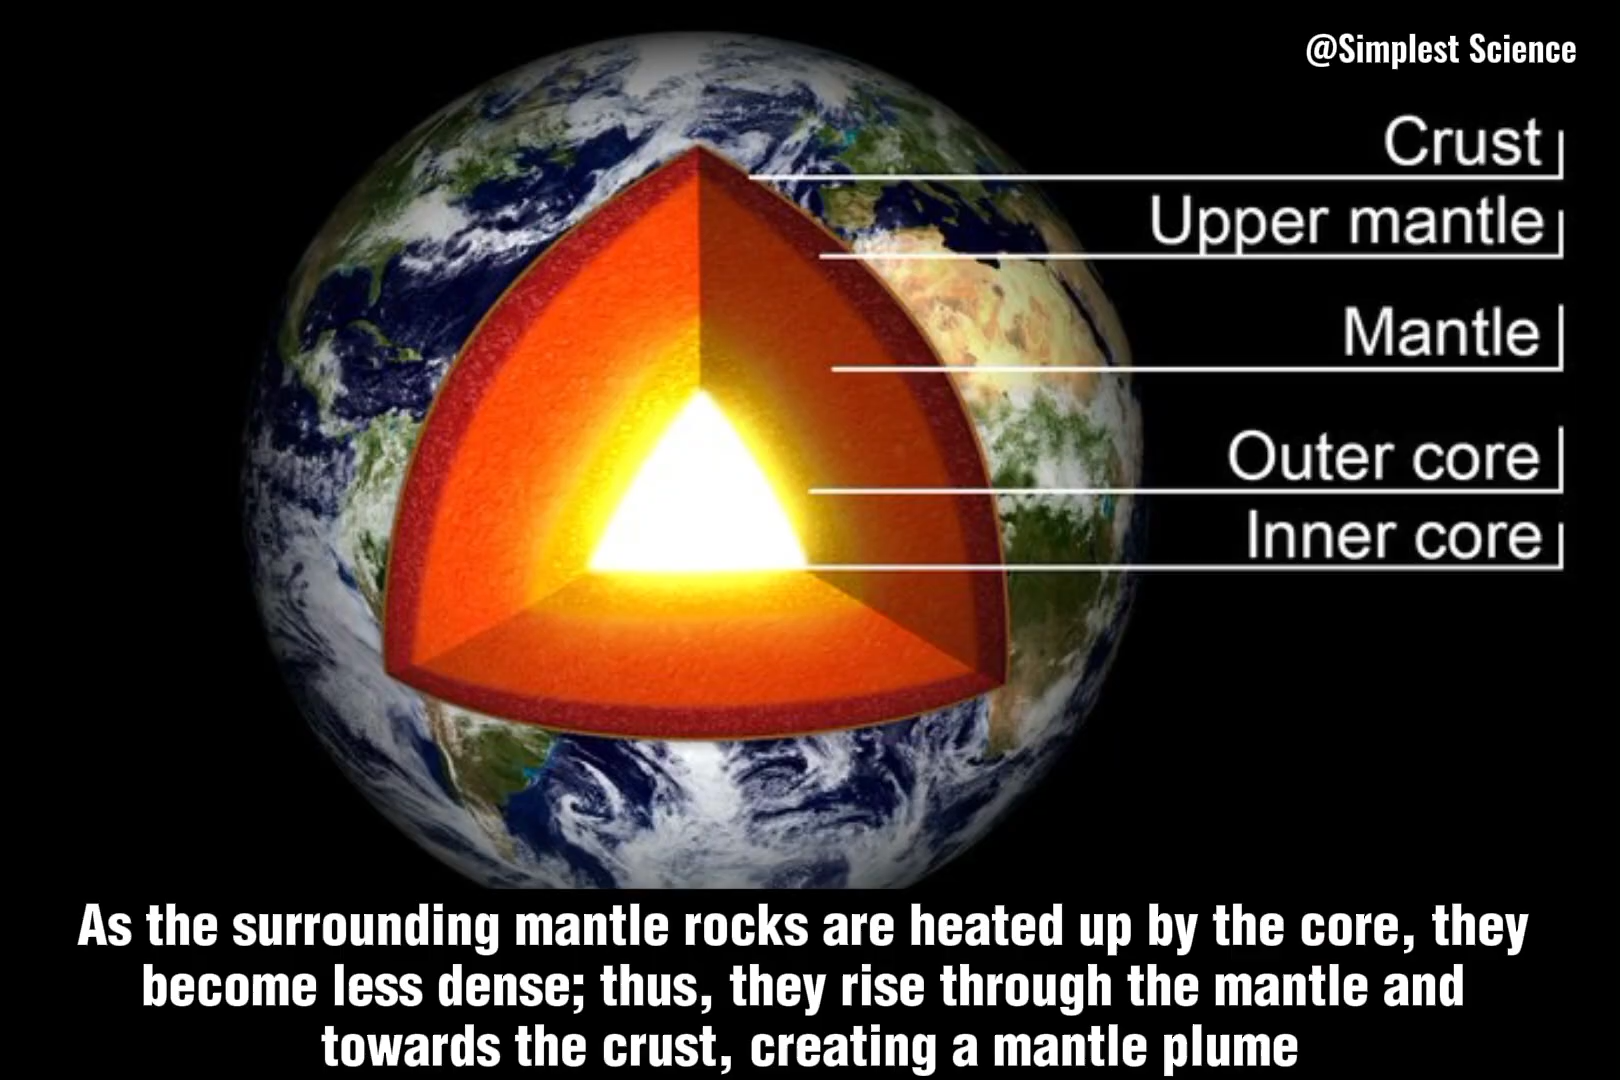 @Simplest Science
Crust
Upper mantle
Mantle
Outer core
Inner core
As the surrounding mantle rocks are heated up by the core, they
become less dense; thus, they rise through the mantle and
towards the crust, creating a mantle plume